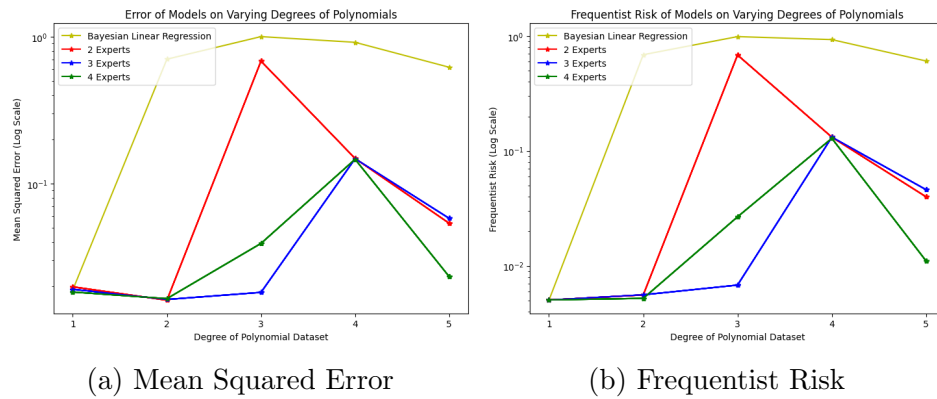 Error of Models on Varying Degrees of Polynomials
Bayesian Linear Regression
2 Experts
3 Experts
4 Experts
10⁰
10⁻¹
Mean Squared Error (Log Scale)
1 2 3 4 5
Degree of Polynomial Dataset
(a) Mean Squared Error
Frequentist Risk of Models on Varying Degrees of Polynomials
Bayesian Linear Regression
2 Experts
3 Experts
4 Experts
10⁰
10⁻¹
10⁻²
Frequentist Risk (Log Scale)
1 2 3 4 5
Degree of Polynomial Dataset
(b) Frequentist Risk